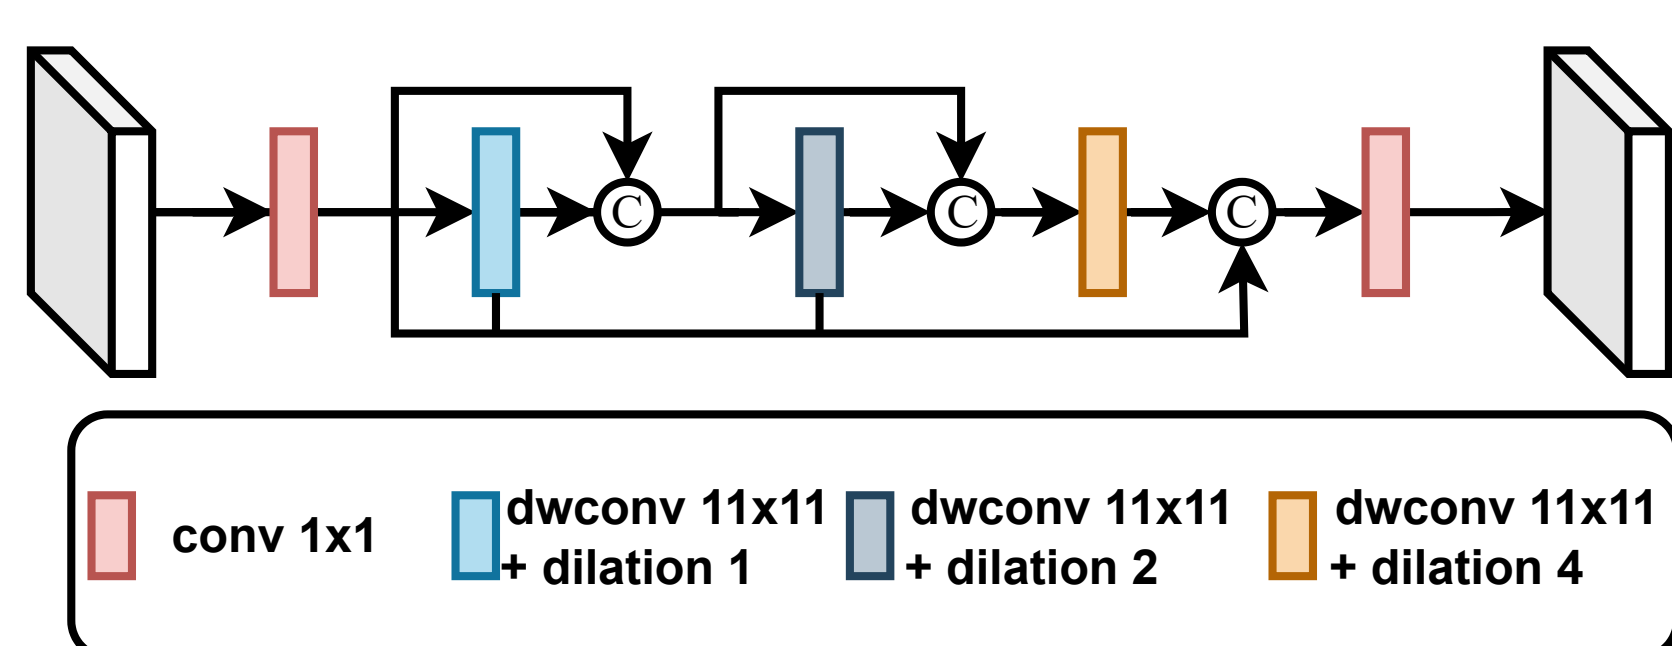 C C C
conv 1x1
dwconv 11x11
+ dilation 1
dwconv 11x11
+ dilation 2
dwconv 11x11
+ dilation 4